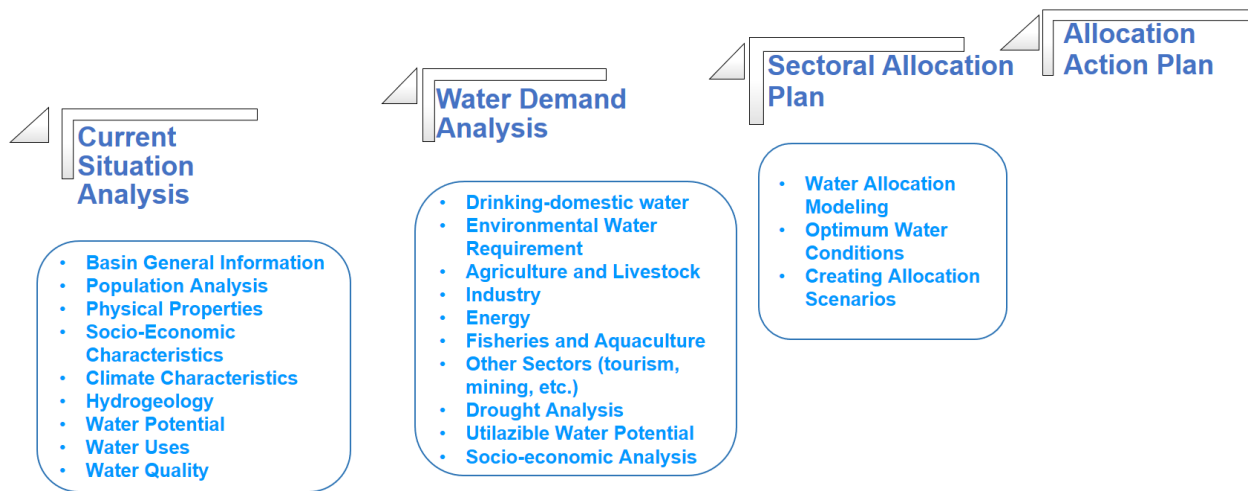 Current
Situation
Analysis
• Basin General Information
• Population Analysis
• Physical Properties
• Socio-Economic
Characteristics
• Climate Characteristics
• Hydrogeology
• Water Potential
• Water Uses
• Water Quality
Water Demand
Analysis
• Drinking-domestic water
• Environmental Water
Requirement
• Agriculture and Livestock
• Industry
• Energy
• Fisheries and Aquaculture
• Other Sectors (tourism,
mining, etc.)
• Drought Analysis
• Utilazible Water Potential
• Socio-economic Analysis
Sectoral Allocation
Plan
• Water Allocation
Modeling
• Optimum Water
Conditions
• Creating Allocation
Scenarios
Allocation
Action Plan